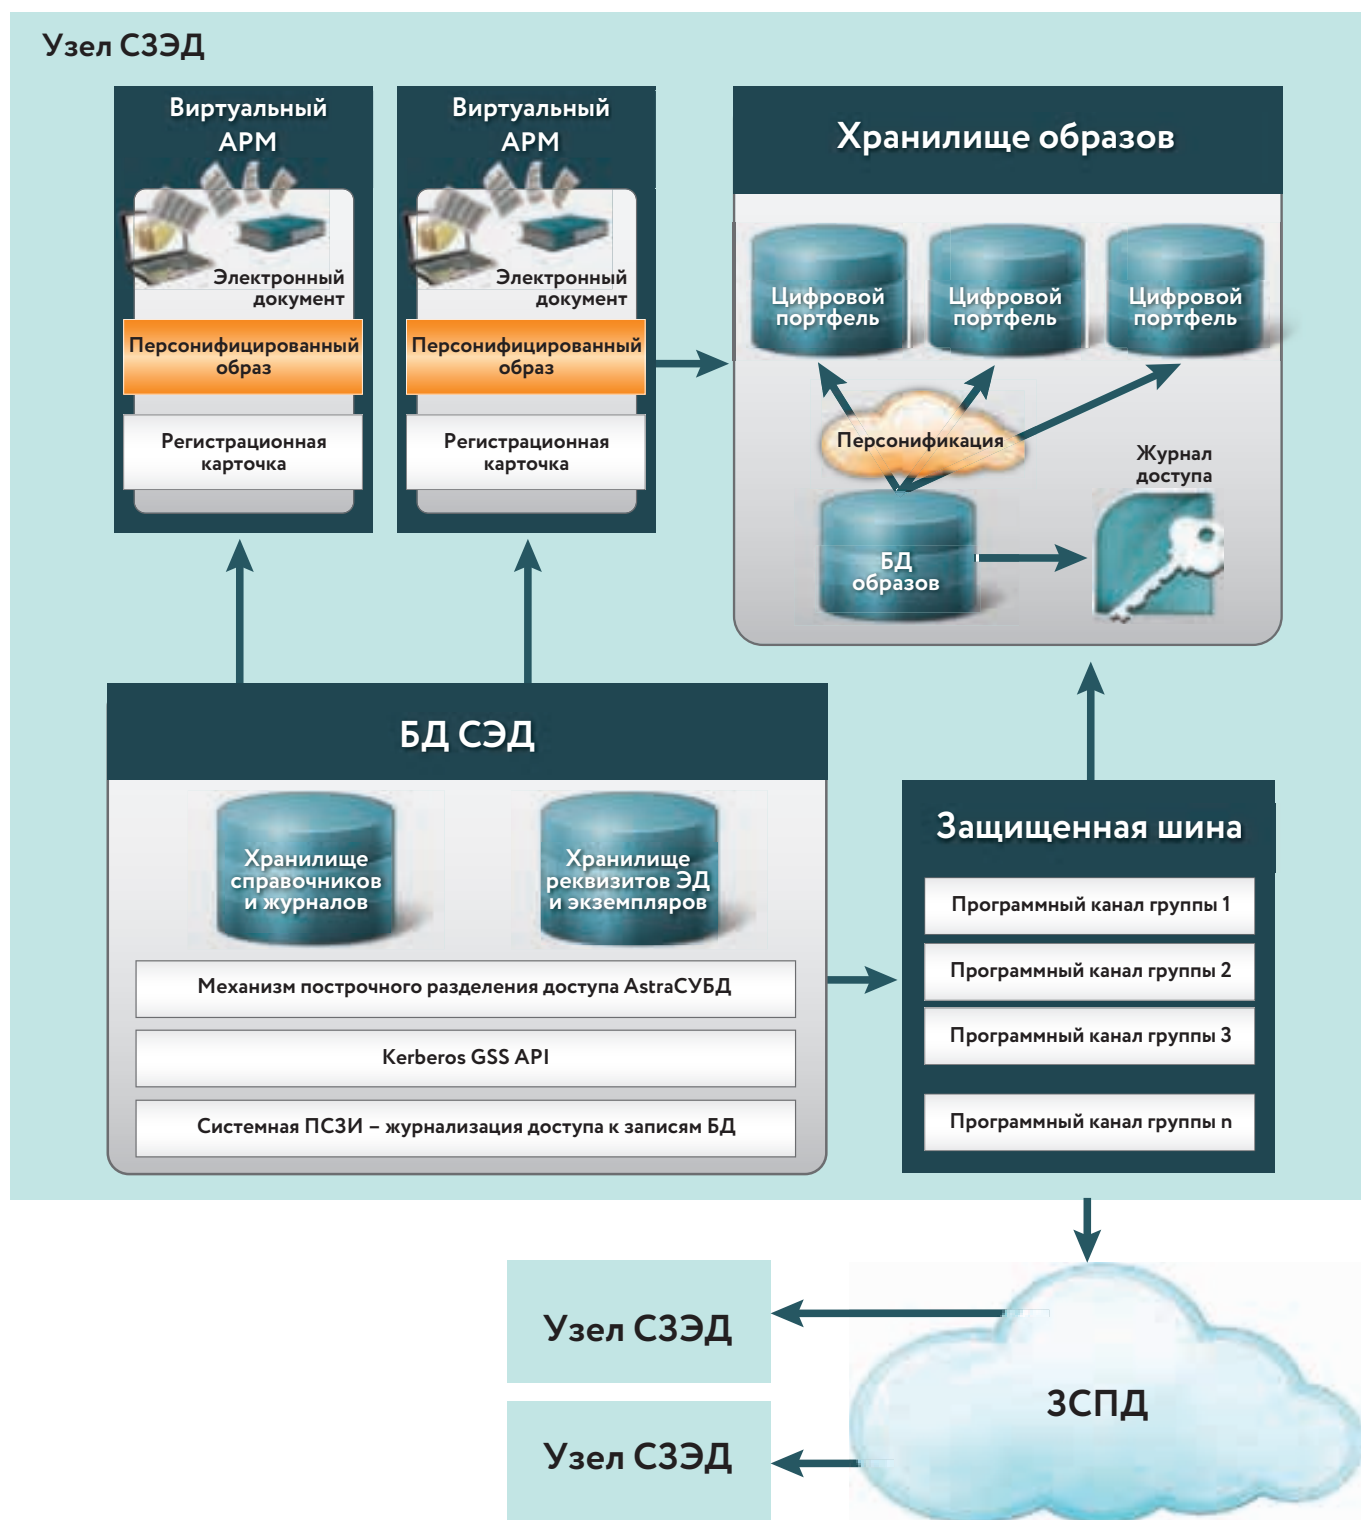 Узел СЗЭД
Виртуальный
АРМ
Электронный
документ
Персонифицированный
образ
Регистрационная
карточка
Виртуальный
АРМ
Электронный
документ
Персонифицированный
образ
Регистрационная
карточка
Хранилище образов
Цифровой
портфель
Цифровой
портфель
Цифровой
портфель
Персонификация
Журнал
доступа
БД
образов
БД СЭД
Хранилище
справочников
и журналов
Хранилище
реквизитов ЭД
и экземпляров
Механизм построчного разделения доступа AstraСУБД
Kerberos GSS API
Системная ПСЗИ – журнализация доступа к записям БД
Защищенная шина
Программный канал группы 1
Программный канал группы 2
Программный канал группы 3
Программный канал группы n
Узел СЗЭД
Узел СЗЭД
ЗСПД